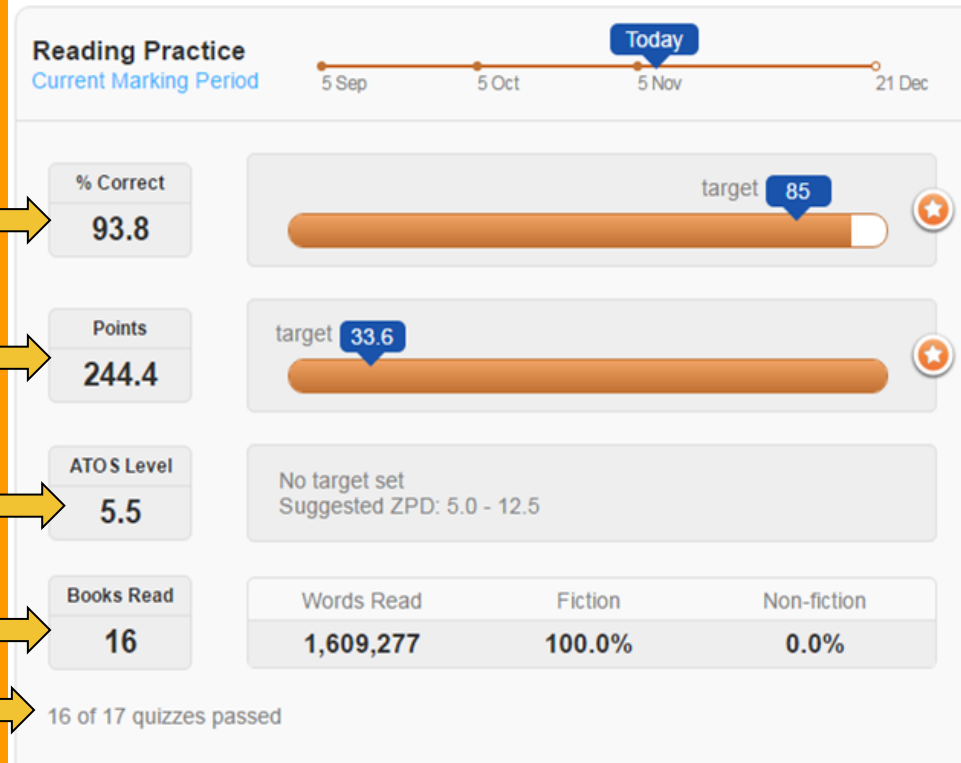 Reading Practice
Current Marking Period
Today
5 Sep 5 Oct 5 Nov 21 Dec
% Correct
93.8
target 85
Points
244.4
target 33.6
ATOS Level
5.5
No target set
Suggested ZPD: 5.0 - 12.5
Books Read
16
Words Read Fiction Non-fiction
1,609,277 100.0% 0.0%
16 of 17 quizzes passed